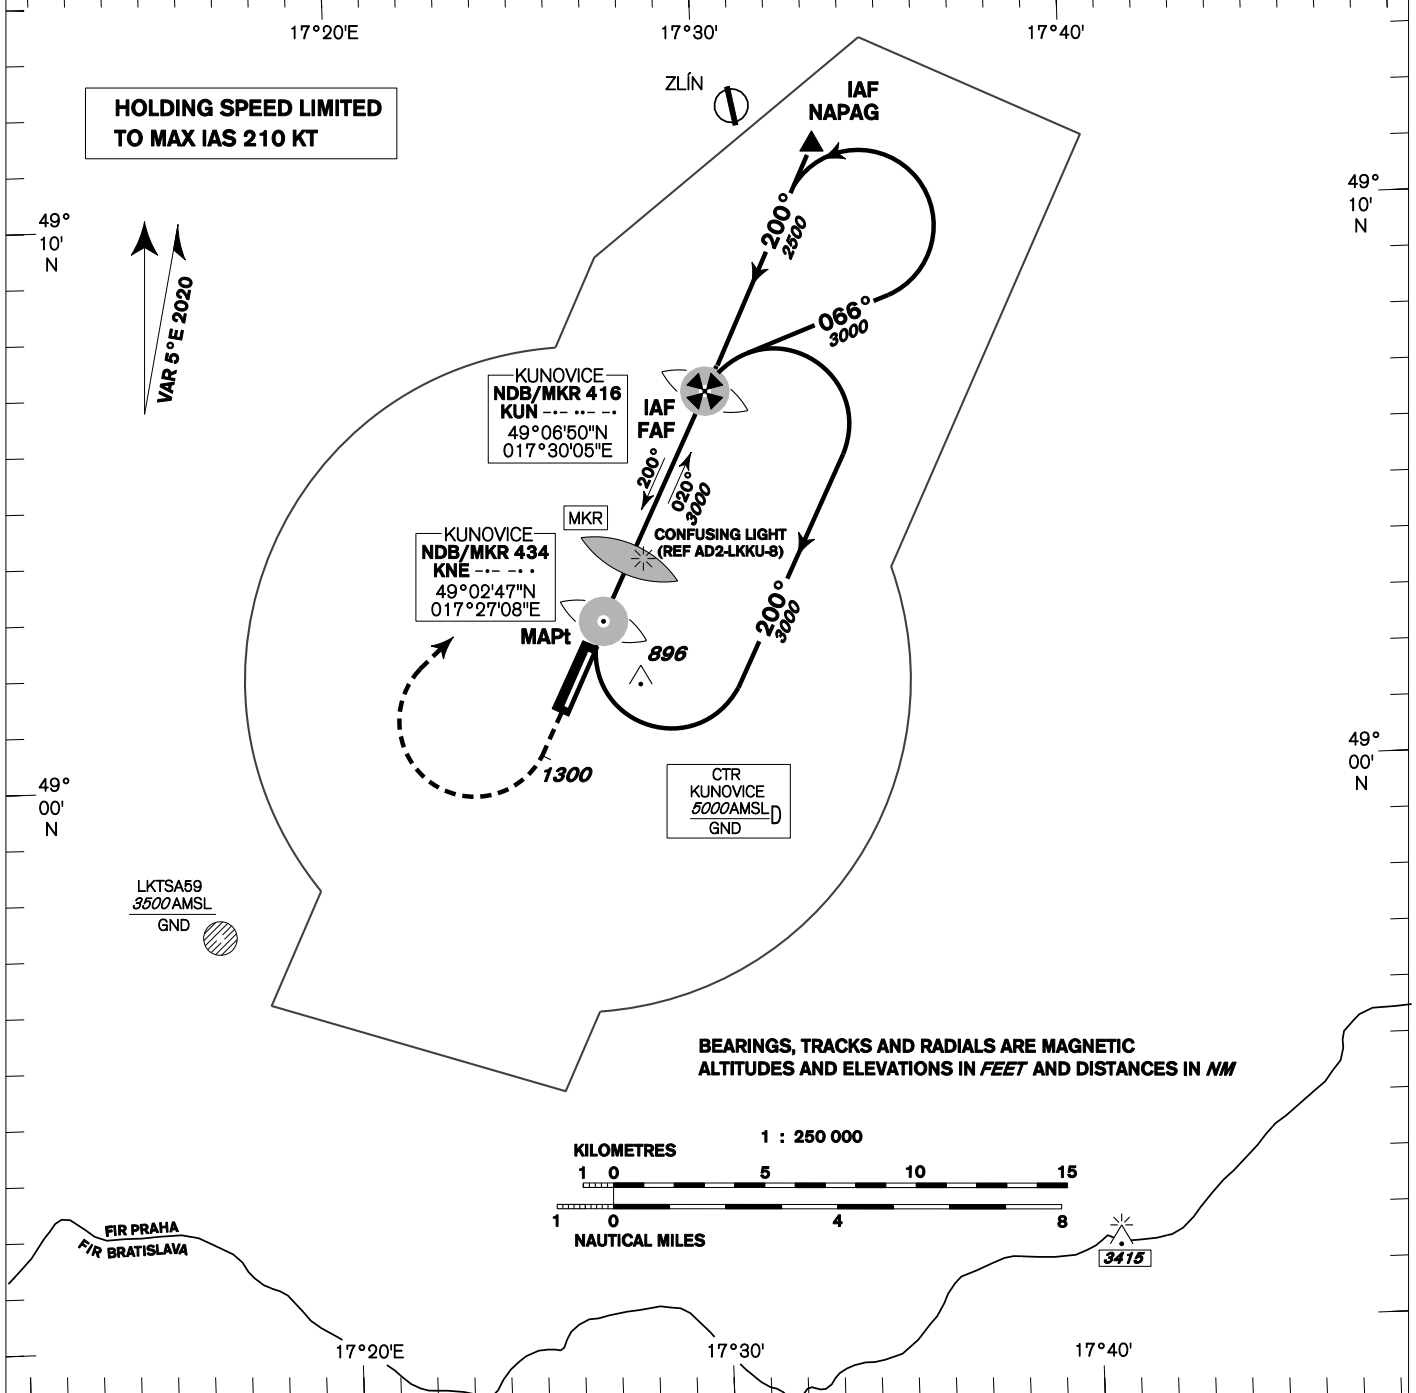 17°20'E
17°30'
17°40'
ZLÍN
IAF
NAPAG
HOLDING SPEED LIMITED
TO MAX IAS 210 KT
49°
10'
N
49°
10'
N
VAR 5°E 2020
200°
2500
066°
3000
KUNOVICE
NDB/MKR 416
KUN
49°06'50"N
017°30'05"E
IAF
FAF
200°
020°
3000
MKR
CONFUSING LIGHT
(REF AD2-LKKU-8)
KUNOVICE
NDB/MKR 434
KNE
49°02'47"N
017°27'08"E
MAPt
200°
3000
896
1300
CTR
KUNOVICE
5000AMSL D
GND
49°
00'
N
49°
00'
N
LKTSA59
3500AMSL
GND
BEARINGS, TRACKS AND RADIALS ARE MAGNETIC
ALTITUDES AND ELEVATIONS IN FEET AND DISTANCES IN NM
1 : 250 000
KILOMETRES
1 0 5 10 15
1 0 4 8
NAUTICAL MILES
FIR PRAHA
FIR BRATISLAVA
3415
17°20'E
17°30'
17°40'